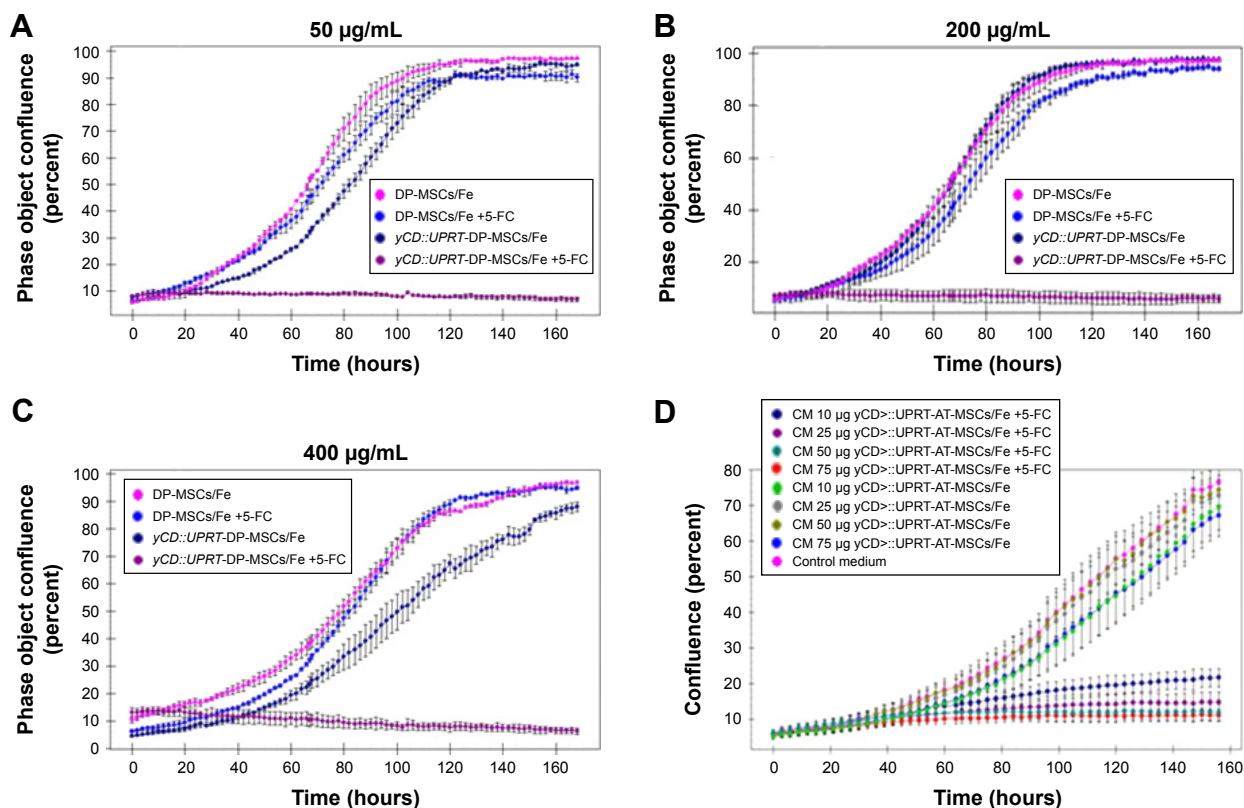 A
50 µg/mL
100
90
80
70
60
50
40
30
20
10
Phase object confluence
(percent)
DP-MSCs/Fe
DP-MSCs/Fe +5-FC
yCD::UPRT-DP-MSCs/Fe
yCD::UPRT-DP-MSCs/Fe +5-FC
0 20 40 60 80 100 120 140 160
Time (hours)
B
200 µg/mL
100
80
60
40
20
Phase object confluence
(percent)
DP-MSCs/Fe
DP-MSCs/Fe +5-FC
yCD::UPRT-DP-MSCs/Fe
yCD::UPRT-DP-MSCs/Fe +5-FC
0 20 40 60 80 100 120 140 160
Time (hours)
C
400 µg/mL
100
90
80
70
60
50
40
30
20
10
0
Phase object confluence
(percent)
DP-MSCs/Fe
DP-MSCs/Fe +5-FC
yCD::UPRT-DP-MSCs/Fe
yCD::UPRT-DP-MSCs/Fe +5-FC
0 20 40 60 80 100 120 140 160
Time (hours)
D
CM 10 µg yCD>::UPRT-AT-MSCs/Fe +5-FC
CM 25 µg yCD>::UPRT-AT-MSCs/Fe +5-FC
CM 50 µg yCD>::UPRT-AT-MSCs/Fe +5-FC
CM 75 µg yCD>::UPRT-AT-MSCs/Fe +5-FC
CM 10 µg yCD>::UPRT-AT-MSCs/Fe
CM 25 µg yCD>::UPRT-AT-MSCs/Fe
CM 50 µg yCD>::UPRT-AT-MSCs/Fe
CM 75 µg yCD>::UPRT-AT-MSCs/Fe
Control medium
80
70
60
50
40
30
20
10
Confluence (percent)
0 20 40 60 80 100 120 140 160
Time (hours)